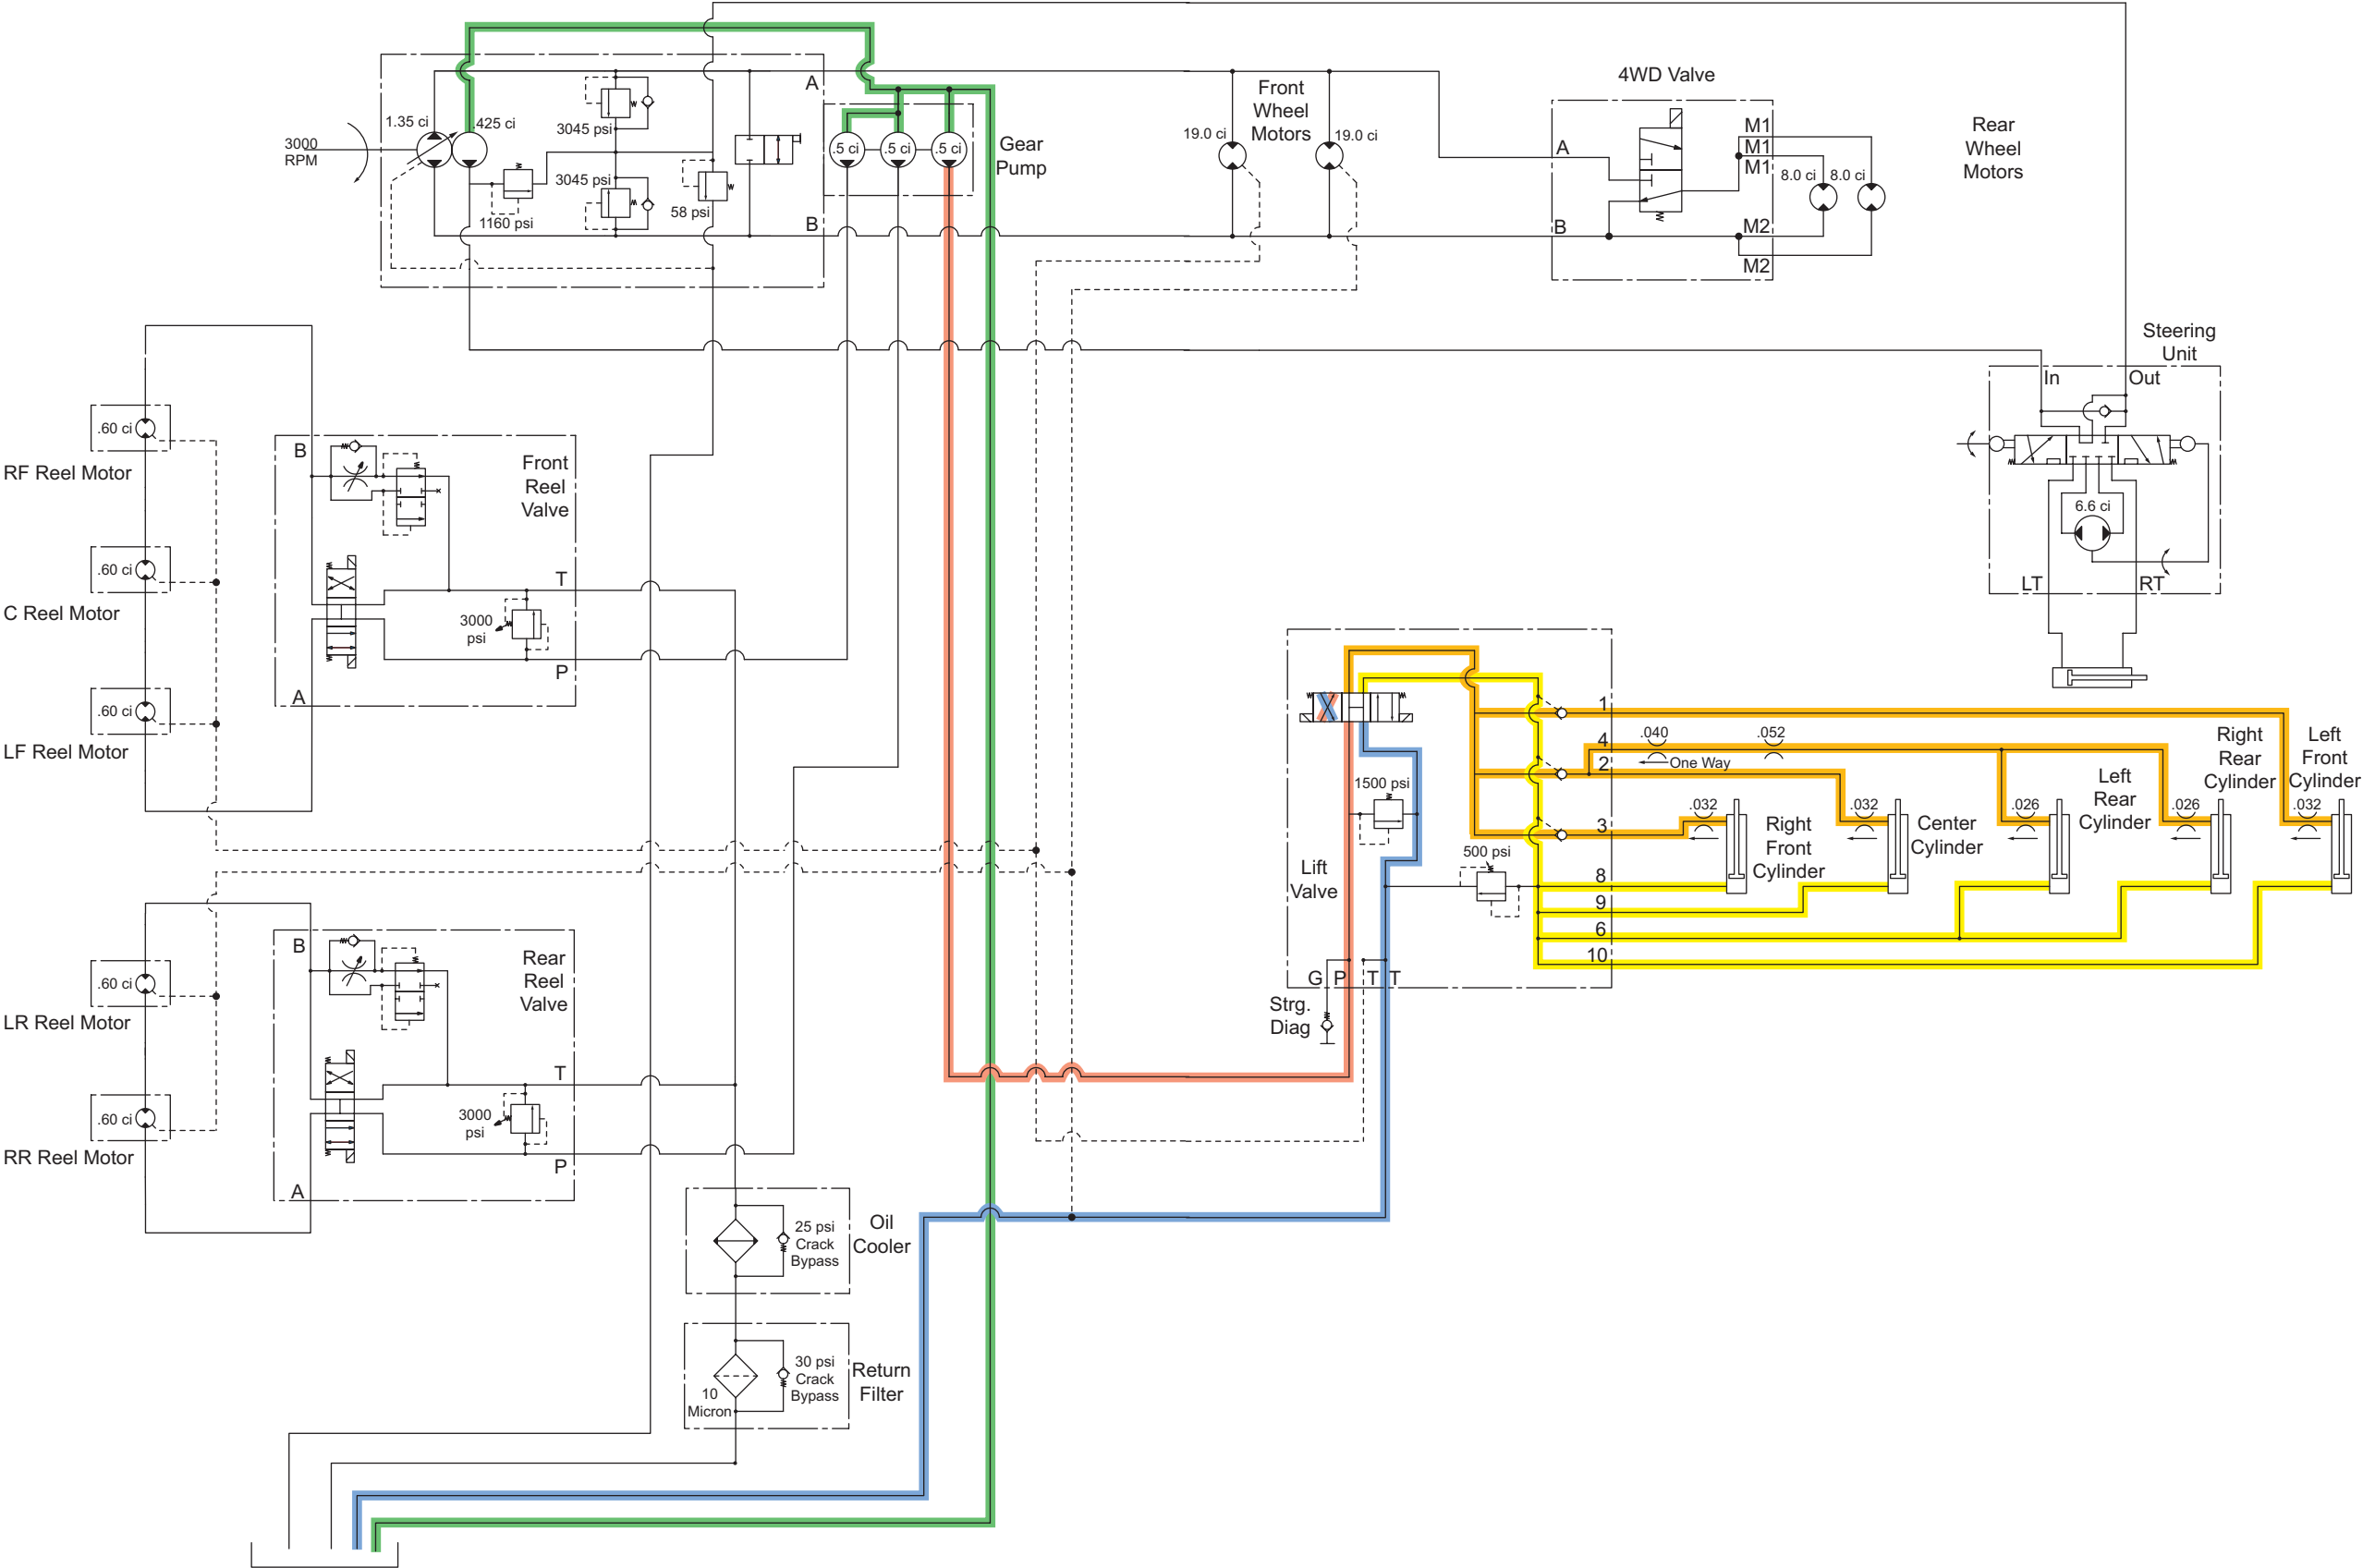 3000
RPM
1.35 ci
.425 ci
1160 psi
3045 psi
3045 psi
58 psi
A
B
.5 ci
.5 ci
.5 ci
Gear
Pump
19.0 ci
Front
Wheel
Motors
19.0 ci
4WD Valve
A
B
M1
M1
M1
M2
M2
8.0 ci
8.0 ci
Rear
Wheel
Motors
Steering
Unit
In
Out
6.6 ci
LT
RT
.60 ci
RF Reel Motor
.60 ci
C Reel Motor
.60 ci
LF Reel Motor
B
Front
Reel
Valve
T
3000
psi
P
A
.60 ci
LR Reel Motor
.60 ci
RR Reel Motor
B
Rear
Reel
Valve
T
3000
psi
P
A
1500 psi
500 psi
Lift
Valve
G
P
T
T
Strg.
Diag
1
4
2
3
8
9
6
10
.040
.052
One Way
.032
Right
Front
Cylinder
.032
Center
Cylinder
.026
Left
Rear
Cylinder
.026
Right
Rear
Cylinder
.032
Left
Front
Cylinder
25 psi
Crack
Bypass
Oil
Cooler
30 psi
Crack
Bypass
10
Micron
Return
Filter